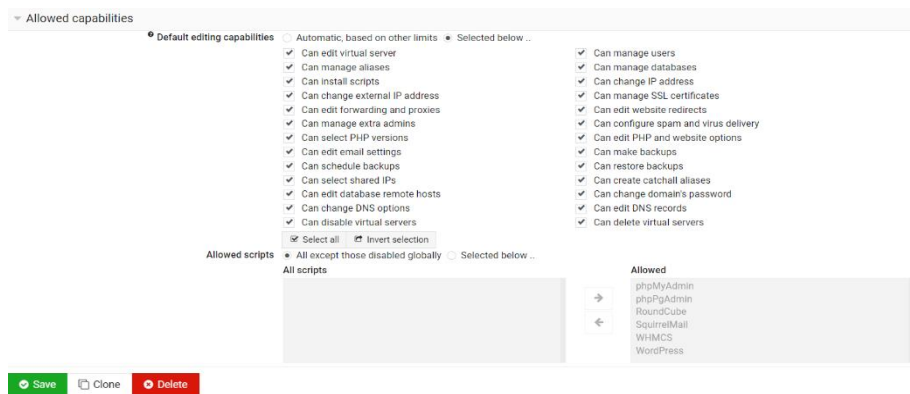 Allowed capabilities
Default editing capabilities Automatic, based on other limits Selected below ..
Can edit virtual server Can manage users
Can manage aliases Can manage databases
Can install scripts Can change IP address
Can change external IP address Can manage SSL certificates
Can edit forwarding and proxies Can edit website redirects
Can manage extra admins Can configure spam and virus delivery
Can select PHP versions Can edit PHP and website options
Can edit email settings Can make backups
Can schedule backups Can restore backups
Can select shared IPs Can create catchall aliases
Can edit database remote hosts Can change domain's password
Can change DNS options Can edit DNS records
Can disable virtual servers Can delete virtual servers
Select all Invert selection
Allowed scripts All except those disabled globally Selected below ..
All scripts Allowed
phpMyAdmin
phpPgAdmin
RoundCube
SquirrelMail
WHMCS
WordPress
Save Clone Delete